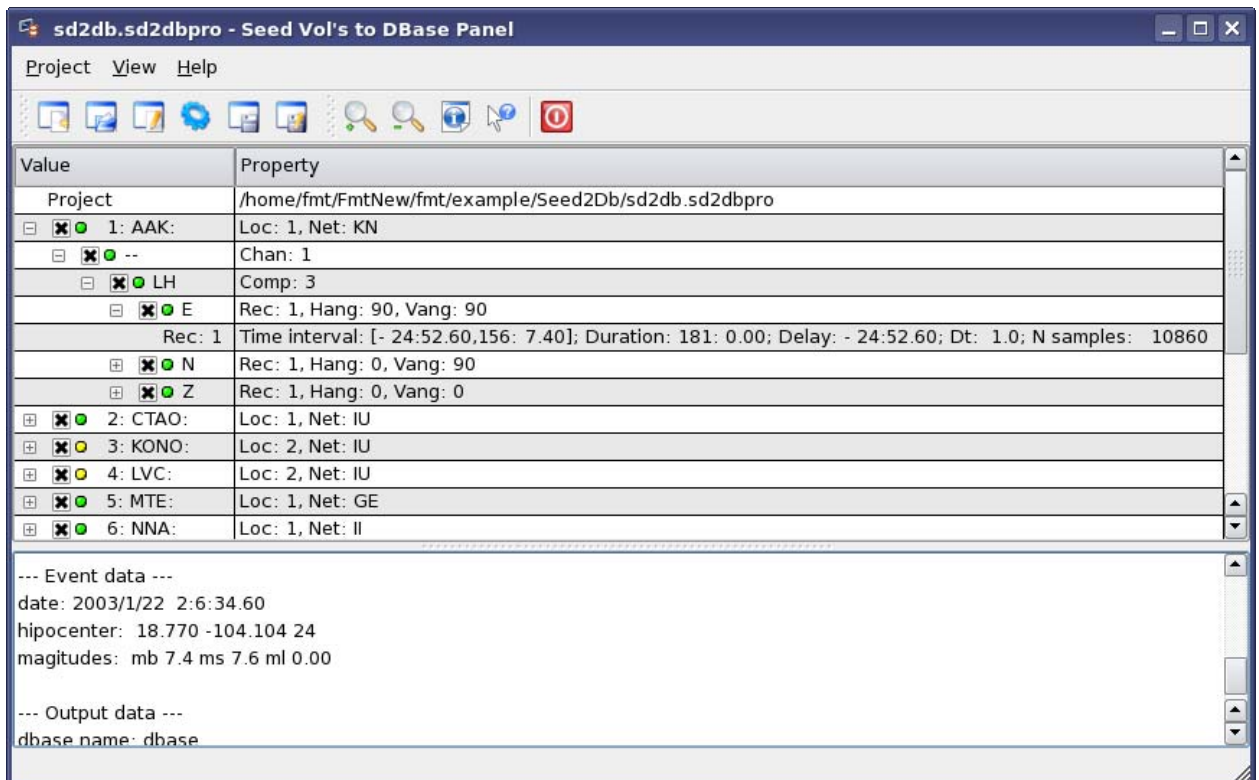 sd2db.sd2dbpro - Seed Vol's to DBase Panel
Project View Help
Value Property
Project /home/fmt/FmtNew/fmt/example/Seed2Db/sd2db.sd2dbpro
1: AAK: Loc: 1, Net: KN
-- Chan: 1
LH Comp: 3
E Rec: 1, Hang: 90, Vang: 90
Rec: 1 Time interval: [- 24:52.60,156: 7.40]; Duration: 181: 0.00; Delay: - 24:52.60; Dt: 1.0; N samples: 10860
N Rec: 1, Hang: 0, Vang: 90
Z Rec: 1, Hang: 0, Vang: 0
2: CTAO: Loc: 1, Net: IU
3: KONO: Loc: 2, Net: IU
4: LVC: Loc: 2, Net: IU
5: MTE: Loc: 1, Net: GE
6: NNA: Loc: 1, Net: II
--- Event data ---
date: 2003/1/22 2:6:34.60
hipocenter: 18.770 -104.104 24
magitudes: mb 7.4 ms 7.6 ml 0.00
--- Output data ---
dbase name: dbase